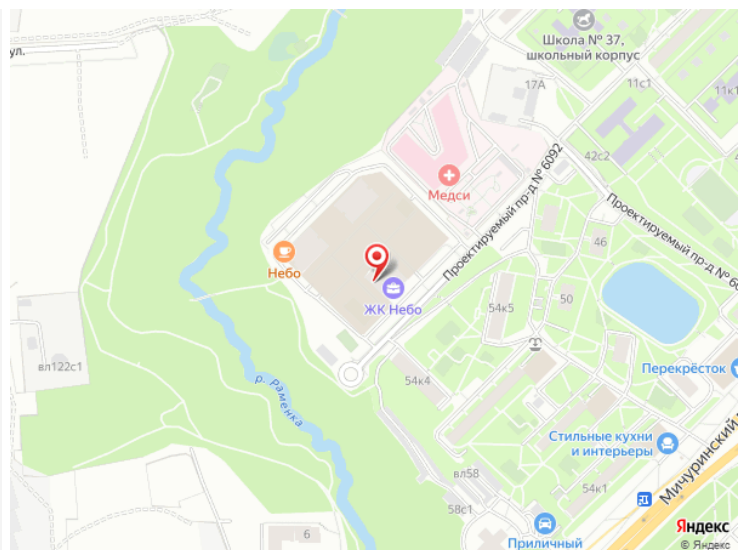 ул.
Школа № 37,
школьный корпус
17А
11с1
11к1
42с2
Проектируемый пр-д № 6092
Медси
Проектируемый пр-д № 6
Небо
46
ЖК Небо
50
54к5
Перекрёсток
вл122с1
54к4
р. Раменка
Стильные кухни
и интерьеры
Мичуринский
вл58
54к1
58с1
6
Приличный
Яндекс
© Яндекс